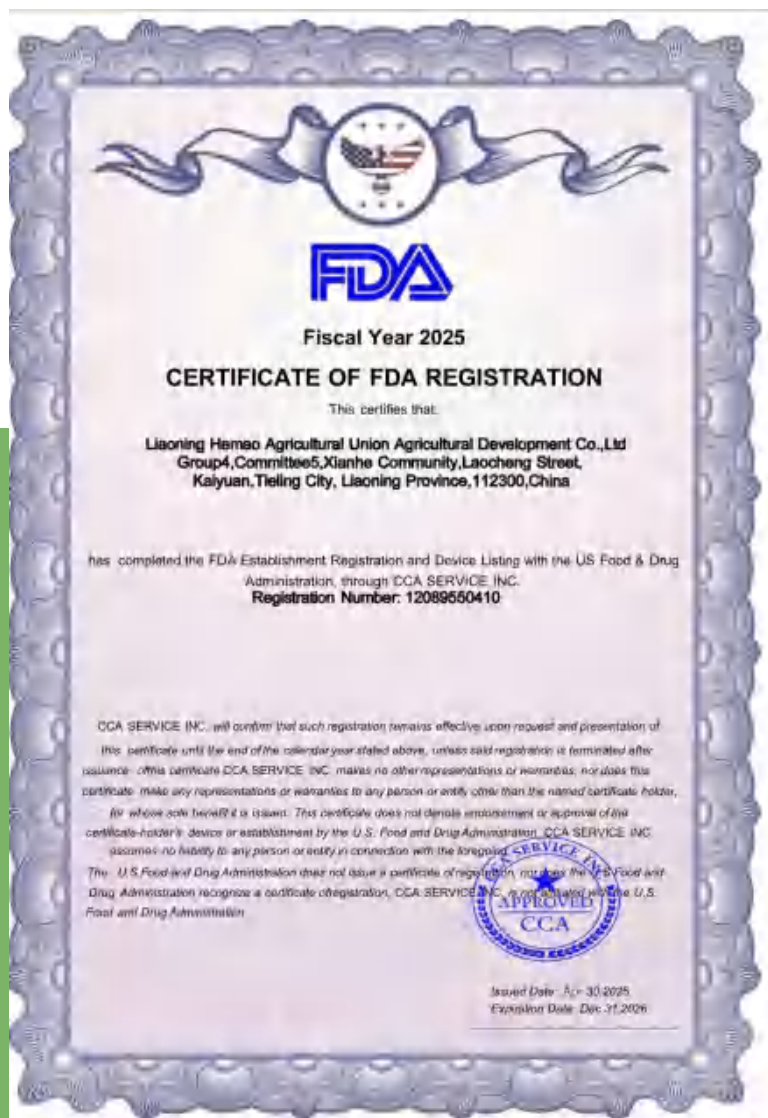 FDA
Fiscal Year 2025
CERTIFICATE OF FDA REGISTRATION
This certifies that:
Liaoning Hemao Agricultural Union Agricultural Development Co.,Ltd
Group4,Committee5,Xianhe Community,Laocheng Street,
Kaiyuan,Tieling City, Liaoning Province,112300,China
has completed the FDA Establishment Registration and Device Listing with the US Food & Drug
Administration, through CCA SERVICE INC.
Registration Number: 12089550410
CCA SERVICE INC. will confirm that such registration remains effective upon request and presentation of
this certificate until the end of the calendar year stated above, unless said registration is terminated after
issuance ofthis certificate CCA SERVICE INC. makes no other representations or warranties, nor does this
certificate make any representations or warranties to any person or entity other than the named certificate holder,
for whose sole benefit it is issued. This certificate does not denote endorsement or approval of the
certificate-holder's device or establishment by the U.S. Food and Drug Administration. CCA SERVICE INC.
assumes no liability to any person or entity in connection with the foregoing.
The U.S Food and Drug Administration does not issue a certificate of registration, nor does the U.S Food and
Drug Administration recognize a certificate ofregistration, CCA SERVICE INC. is not affiliated with the U.S.
Food and Drug Administration
CCA SERVICE INC.
APPROVED
CCA
Issued Date: Apr 30,2025
Expiration Date: Dec 31,2026